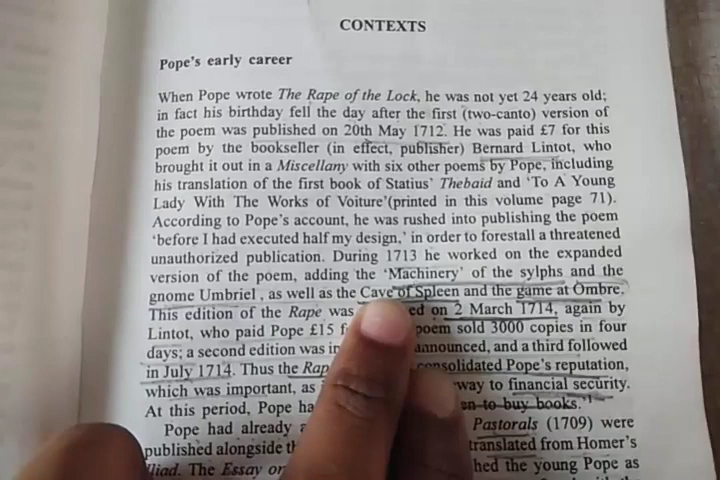 CONTEXTS
Pope's early career
When Pope wrote The Rape of the Lock, he was not yet 24 years old;
in fact his birthday fell the day after the first (two-canto) version of
the poem was published on 20th May 1712. He was paid £7 for this
poem by the bookseller (in effect, publisher) Bernard Lintot, who
brought it out in a Miscellany with six other poems by Pope, including
his translation of the first book of Statius' Thebaid and 'To A Young
Lady With The Works of Voiture'(printed in this volume page 71).
According to Pope's account, he was rushed into publishing the poem
'before I had executed half my design,' in order to forestall a threatened
unauthorized publication. During 1713 he worked on the expanded
version of the poem, adding the 'Machinery' of the sylphs and the
gnome Umbriel , as well as the Cave of Spleen and the game at Ombre.
This edition of the Rape was on 2 March 1714, again by
Lintot, who paid Pope £15 poem sold 3000 copies in four
days; a second edition was announced, and a third followed
in July 1714. Thus the consolidated Pope's reputation,
which was important, as way to financial security.
At this period, Pope to buy books.'1
Pope had already Pastorals (1709) were
published alongside translated from Homer's
Iliad. The Essay the young Pope as